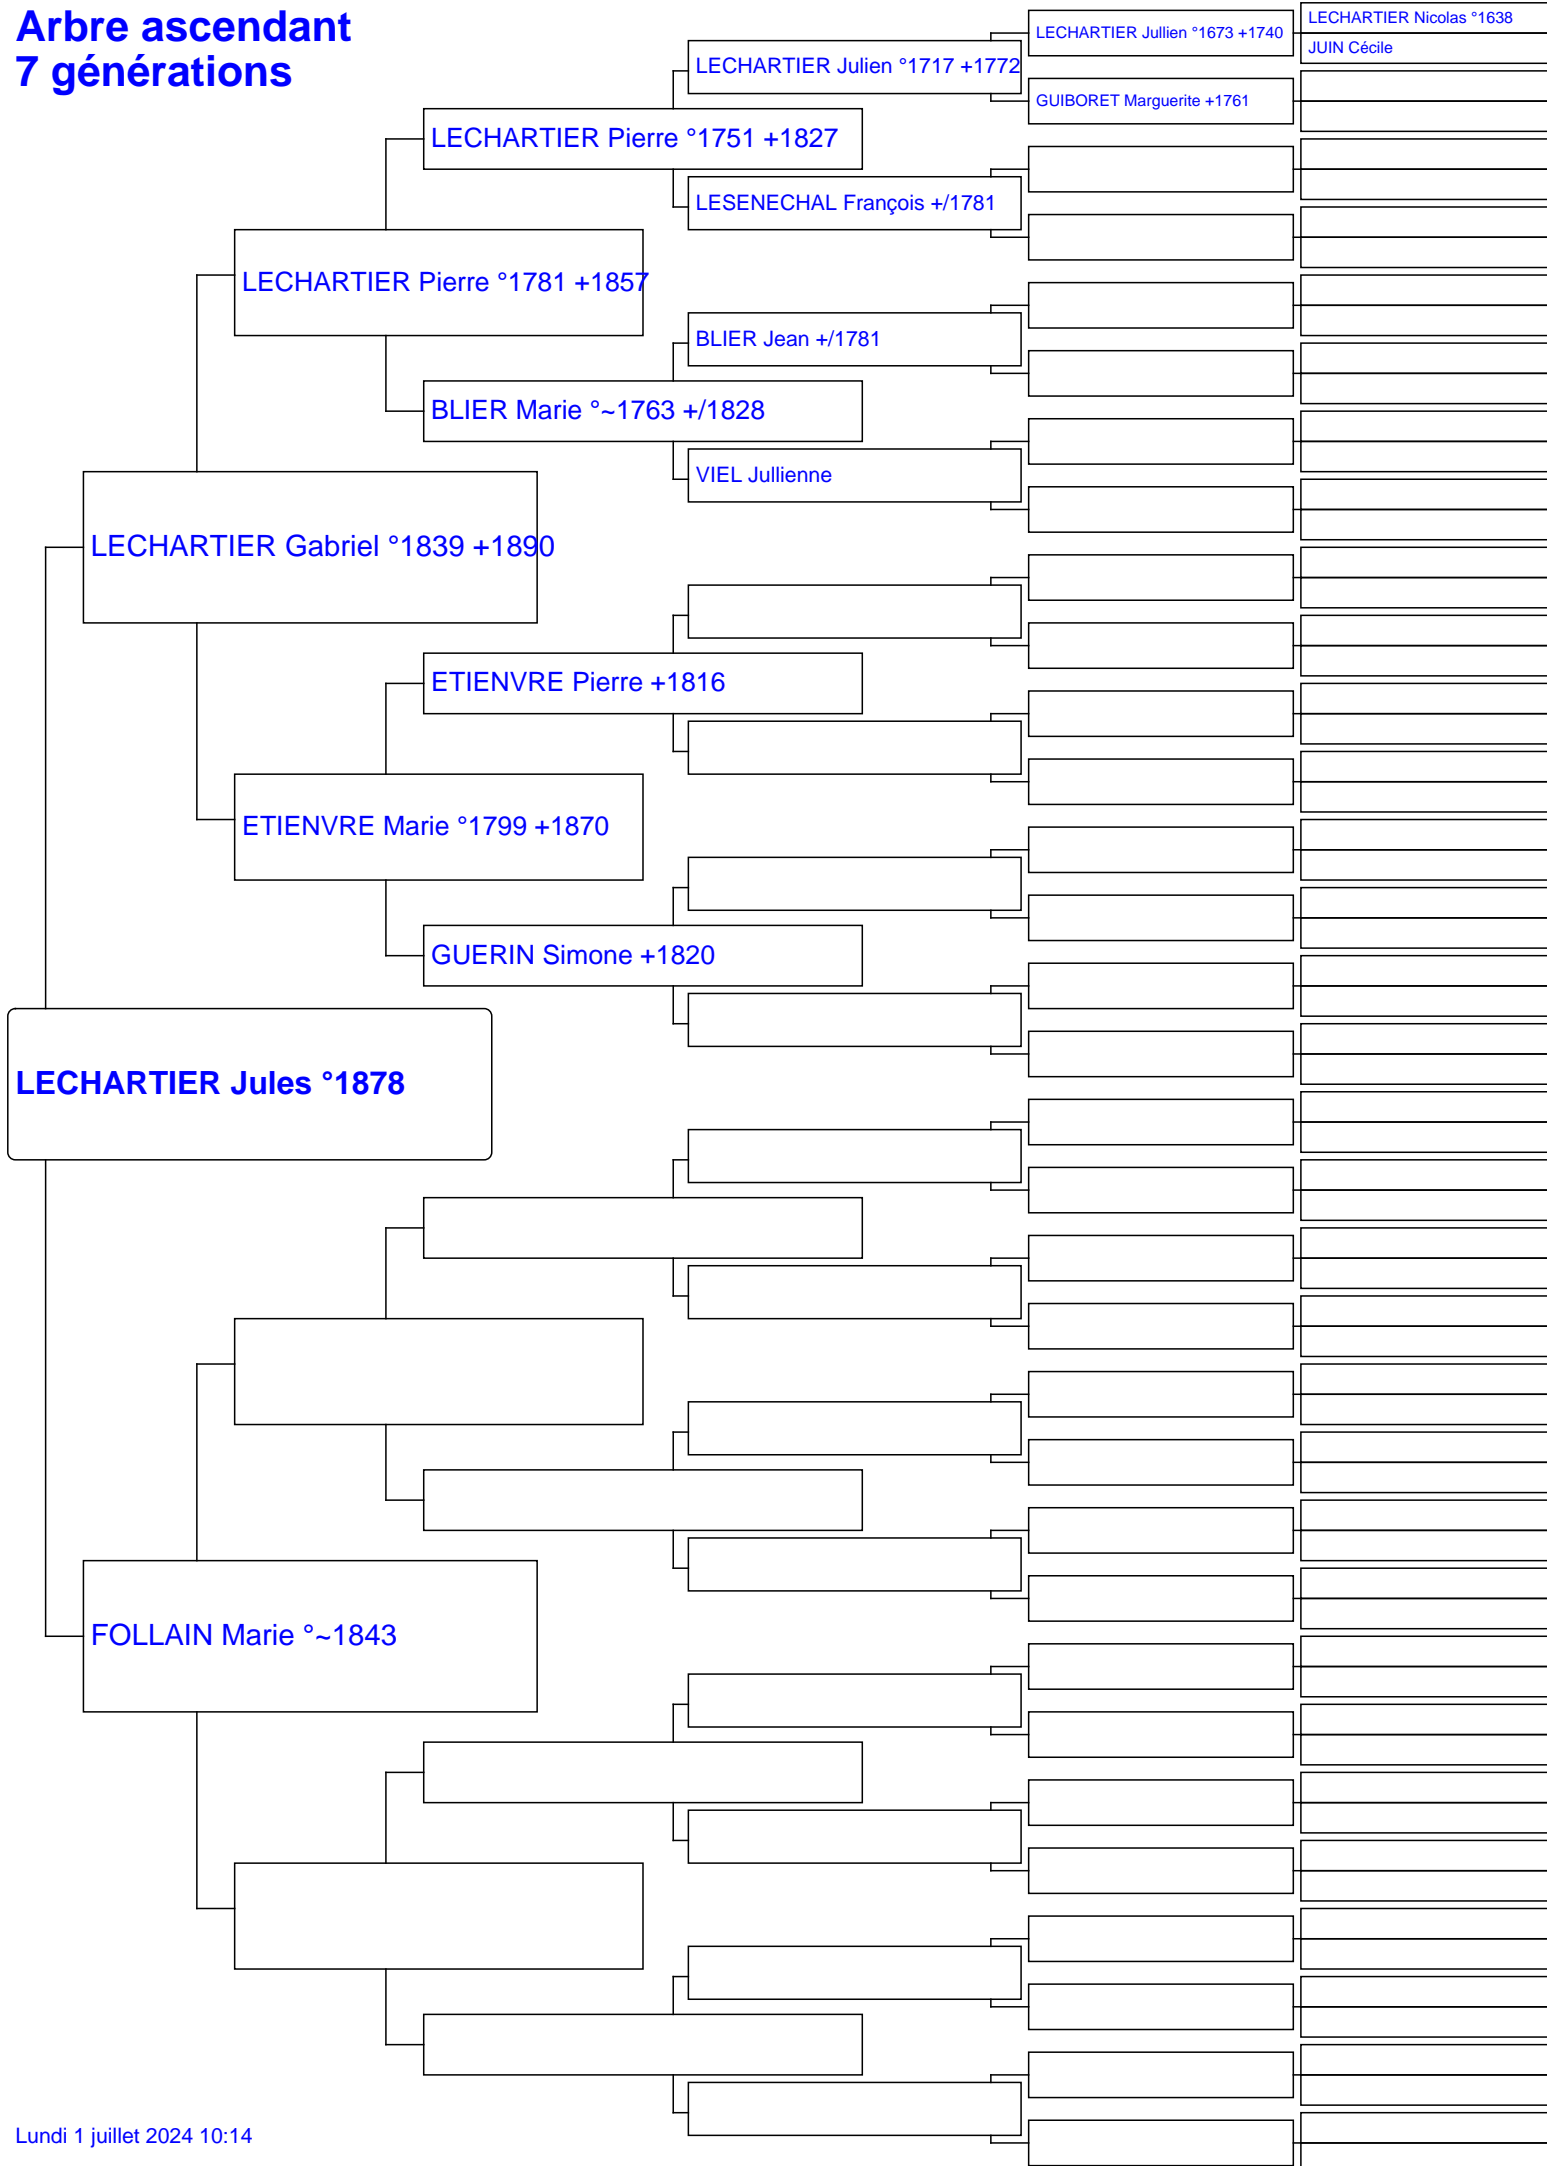 Arbre ascendant
7 générations
LECHARTIER Jullien °1673 +1740
LECHARTIER Nicolas °1638
JUIN Cécile
LECHARTIER Julien °1717 +1772
GUIBORET Marguerite +1761
LECHARTIER Pierre °1751 +1827
LESENECHAL François +/1781
LECHARTIER Pierre °1781 +1857
BLIER Jean +/1781
BLIER Marie °~1763 +/1828
VIEL Jullienne
LECHARTIER Gabriel °1839 +1890
ETIENVRE Pierre +1816
ETIENVRE Marie °1799 +1870
GUERIN Simone +1820
LECHARTIER Jules °1878
FOLLAIN Marie °~1843
Lundi 1 juillet 2024 10:14